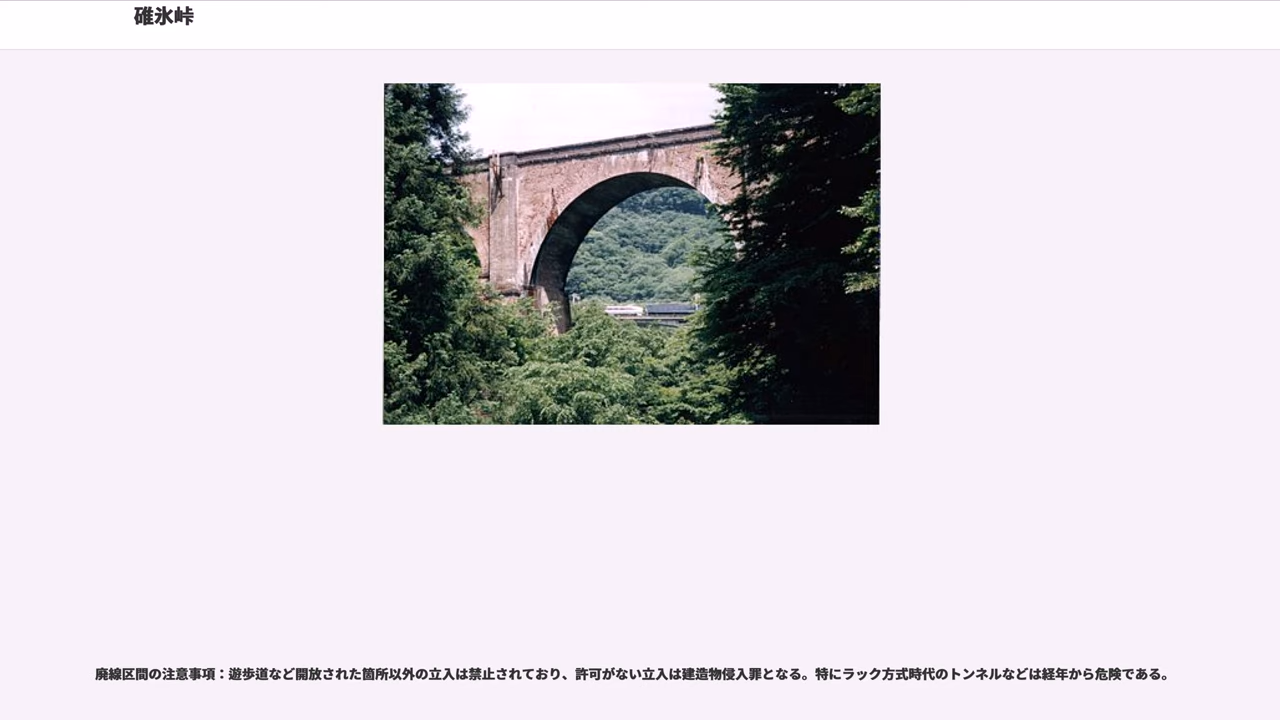 碓氷峠
廃線区間の注意事項：遊歩道など開放された箇所以外の立入は禁止されており、許可がない立入は建造物侵入罪となる。特にラック方式時代のトンネルなどは経年から危険である。